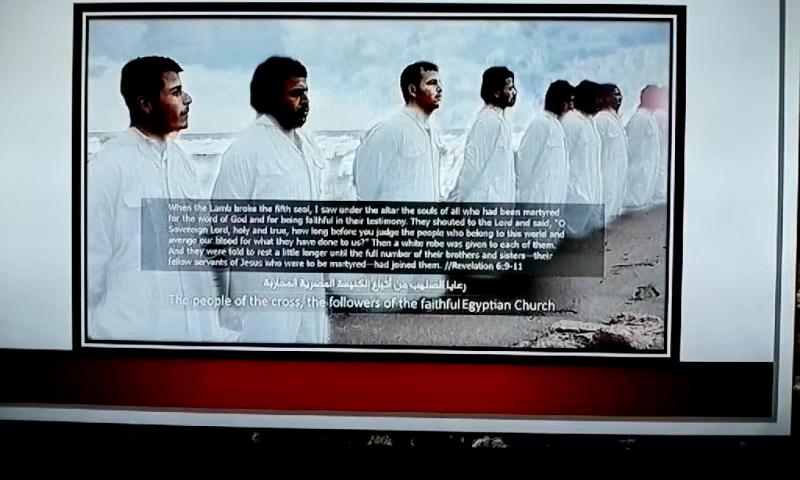 When the Lamb broke the fifth seal, I saw under the altar the souls of all who had been martyred
for the word of God and for being faithful in their testimony. They shouted to the Lord and said, "O
Sovereign Lord, holy and true, how long before you judge the people who belong to this world and
avenge our blood for what they have done to us?" Then a white robe was given to each of them.
And they were told to rest a little longer until the full number of their brothers and sisters—their
fellow servants of Jesus who were to be martyred—had joined them. //Revelation 6:9-11
رعايا الصليب من أتباع الكنيسة المصرية المحاربة
The people of the cross, the followers of the faithful Egyptian Church